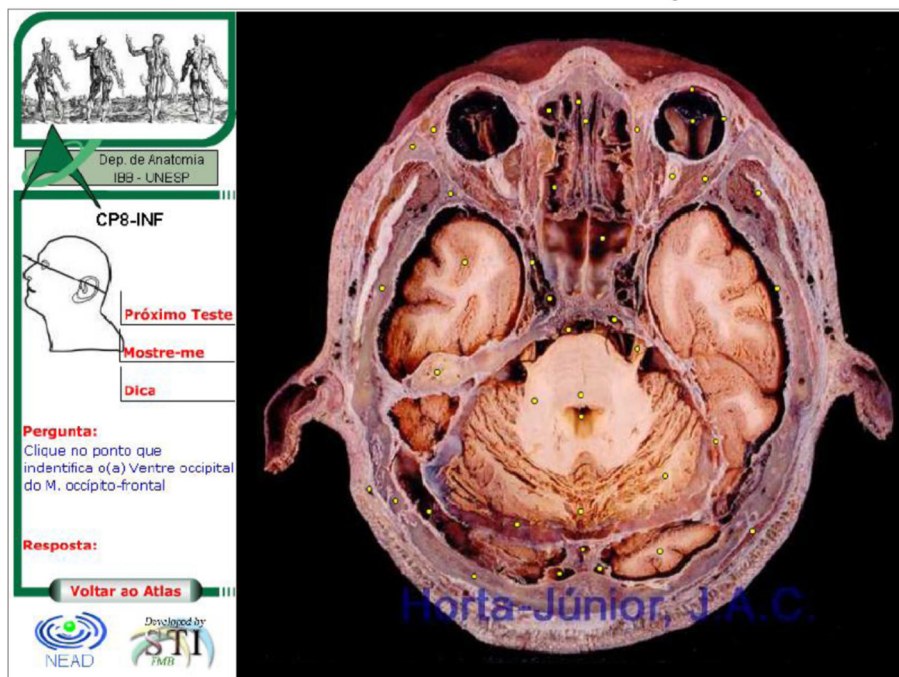 Dep. de Anatomia
IBB - UNESP
CP8-INF
Próximo Teste
Mostre-me
Dica
Pergunta:
Clique no ponto que
indentifica o(a) Ventre occipital
do M. occípito-frontal
Resposta:
Voltar ao Atlas
NEAD
Developed by
STI
FMB
Horta-Júnior, J.A.C.